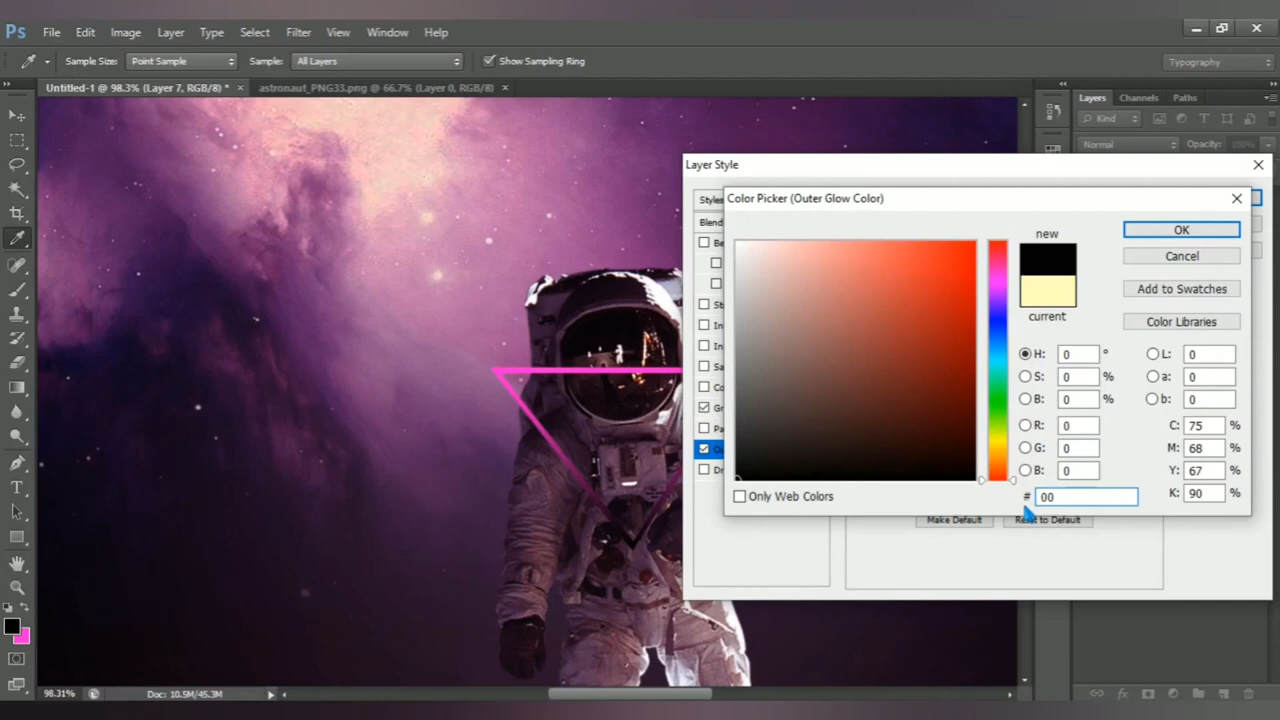 Ps File Edit Image Layer Type Select Filter View Window Help
Sample Size: Point Sample Sample: All Layers Show Sampling Ring Typography
Untitled-1 @ 98.3% (Layer 7, RGB/8) * × astronaut_PNG33.png @ 66.7% (Layer 0, RGB/8) ×
Layers Channels Paths
Kind
Normal Opacity: 100%
Layer Style
Styles
Blend
Color Picker (Outer Glow Color)
new
current
OK
Cancel
Add to Swatches
Color Libraries
H: 0 °
S: 0 %
B: 0 %
R: 0
G: 0
B: 0
# 00
L: 0
a: 0
b: 0
C: 75 %
M: 68 %
Y: 67 %
K: 90 %
Only Web Colors
Make Default Reset to Default
98.31% Doc: 10.5M/45.3M